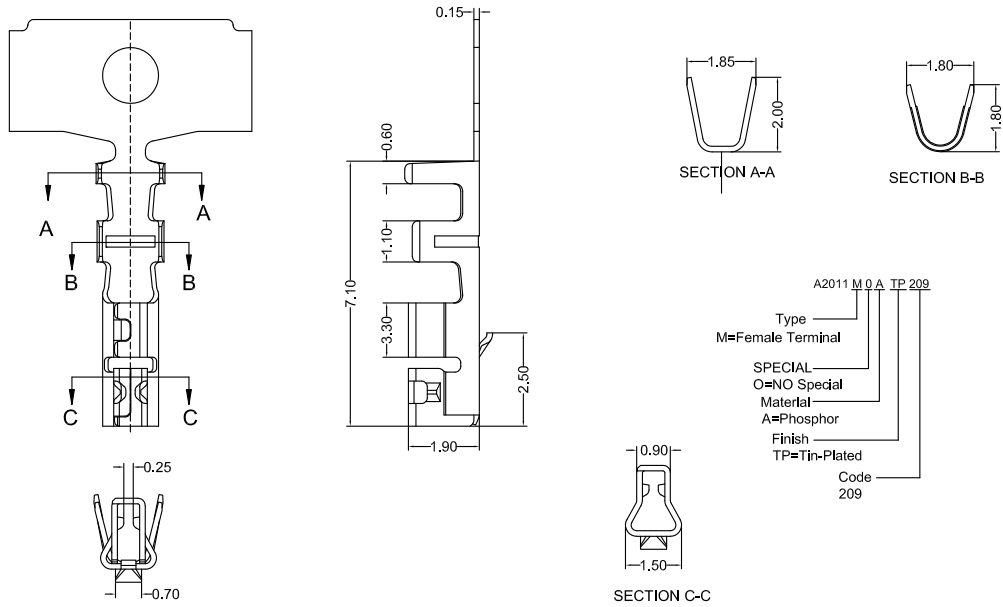 0.15
0.60
1.10
7.10
3.30
2.50
1.90
A
A
B
B
C
C
0.25
0.70
1.85
2.00
SECTION A-A
1.80
1.80
SECTION B-B
0.90
1.50
SECTION C-C
A2011 M 0 A TP 209
Type
M=Female Terminal
SPECIAL
O=NO Special
Material
A=Phosphor
Finish
TP=Tin-Plated
Code
209